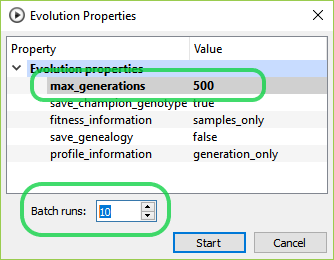 Evolution Properties
Property Value
Evolution properties
max_generations 500
save_champion_genotype true
fitness_information samples_only
save_genealogy false
profile_information generation_only
Batch runs: 10
Start Cancel